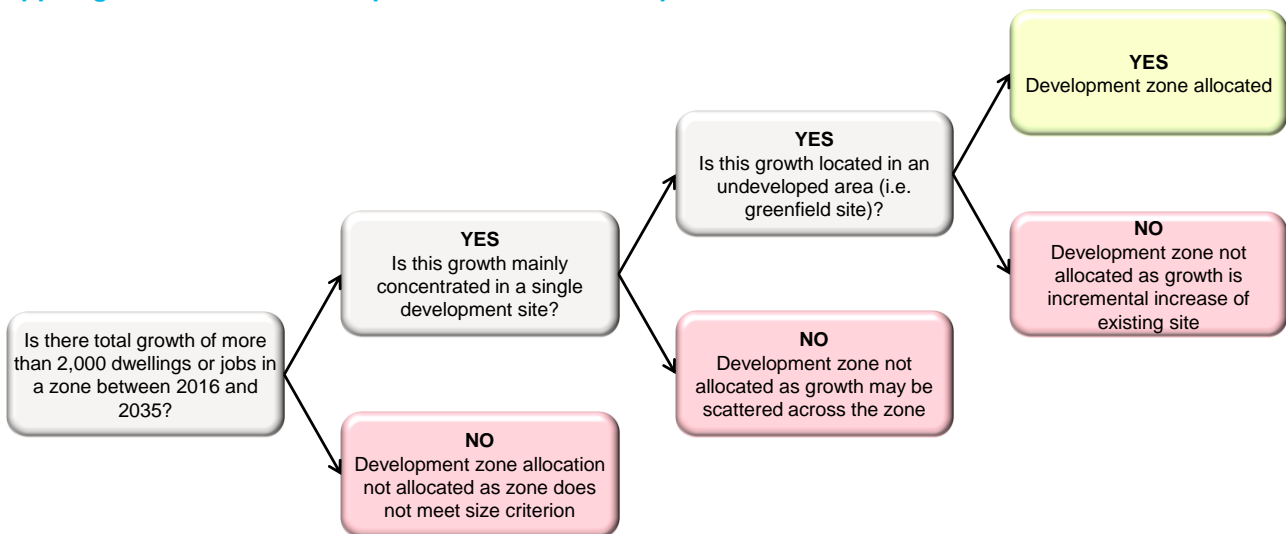 Is there total growth of more
than 2,000 dwellings or jobs in
a zone between 2016 and
2035?
YES
Is this growth mainly
concentrated in a single
development site?
NO
Development zone allocation
not allocated as zone does
not meet size criterion
YES
Is this growth located in an
undeveloped area (i.e.
greenfield site)?
NO
Development zone not
allocated as growth may be
scattered across the zone
YES
Development zone allocated
NO
Development zone not
allocated as growth is
incremental increase of
existing site